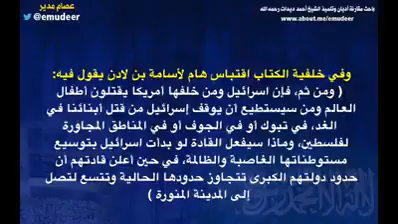 عصام مدير
@emudeer
باحث مقارنة أديان وتلميذ الشيخ أحمد ديدات رحمه الله
www.about.me/emudeer
وفي خلفية الكتاب اقتباس هام لأسامة بن لادن يقول فيه:
( ومن ثم، فإن اسرائيل ومن خلفها أمريكا يقتلون أطفال
العالم ومن سيستطيع أن يوقف إسرائيل من قتل أبنائنا في
الغد، في تبوك أو في الجوف أو في المناطق المجاورة
لفلسطين، وماذا سيفعل القادة لو بدأت اسرائيل بتوسيع
مستوطناتها الغاصبة والظالمة، في حين أعلن قادتهم أن
حدود دولتهم الكبرى تتجاوز حدودها الحالية وتتسع لتصل
إلى المدينة المنورة )